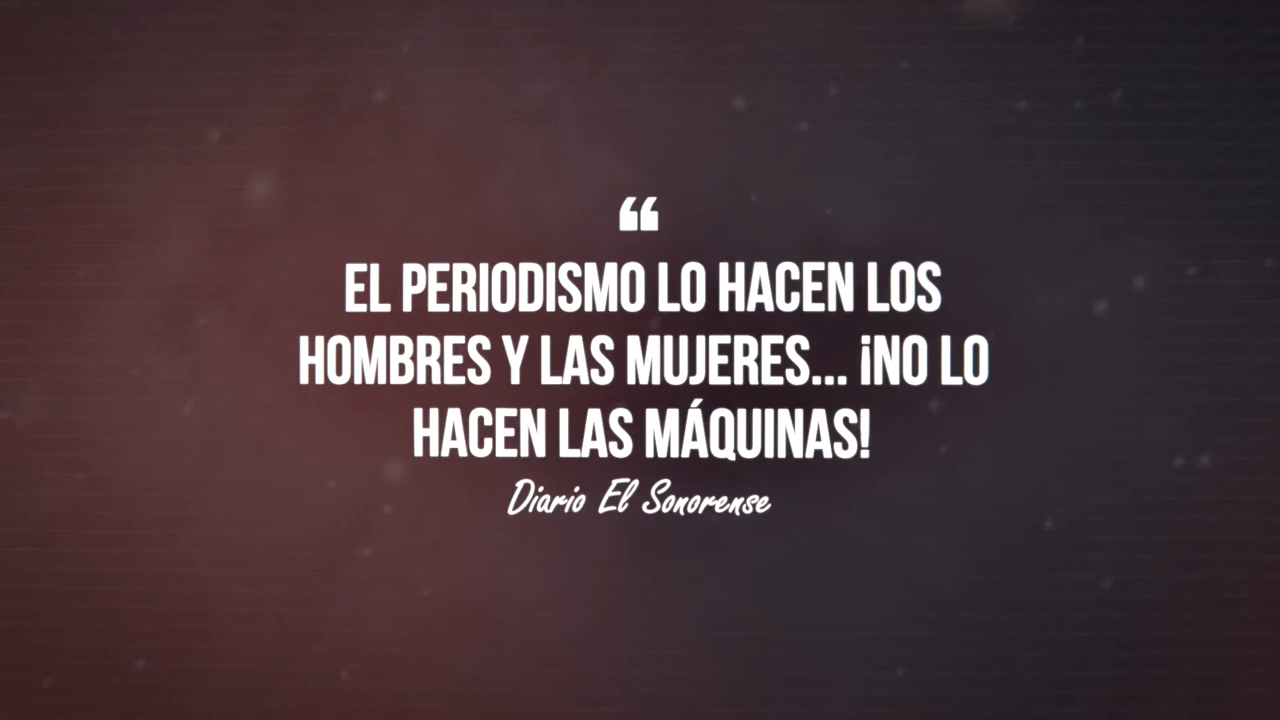 “
EL PERIODISMO LO HACEN LOS
HOMBRES Y LAS MUJERES... ¡NO LO
HACEN LAS MÁQUINAS!
Diario El Sonorense